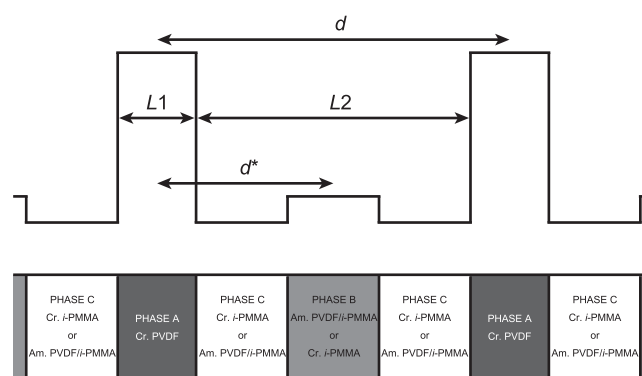 d
L1
L2
d*
PHASE C
Cr. i-PMMA
or
Am. PVDF/i-PMMA
PHASE A
Cr. PVDF
PHASE C
Cr. i-PMMA
or
Am. PVDF/i-PMMA
PHASE B
Am. PVDF/i-PMMA
or
Cr. i-PMMA
PHASE C
Cr. i-PMMA
or
Am. PVDF/i-PMMA
PHASE A
Cr. PVDF
PHASE C
Cr. i-PMMA
or
Am. PVDF/i-PMMA